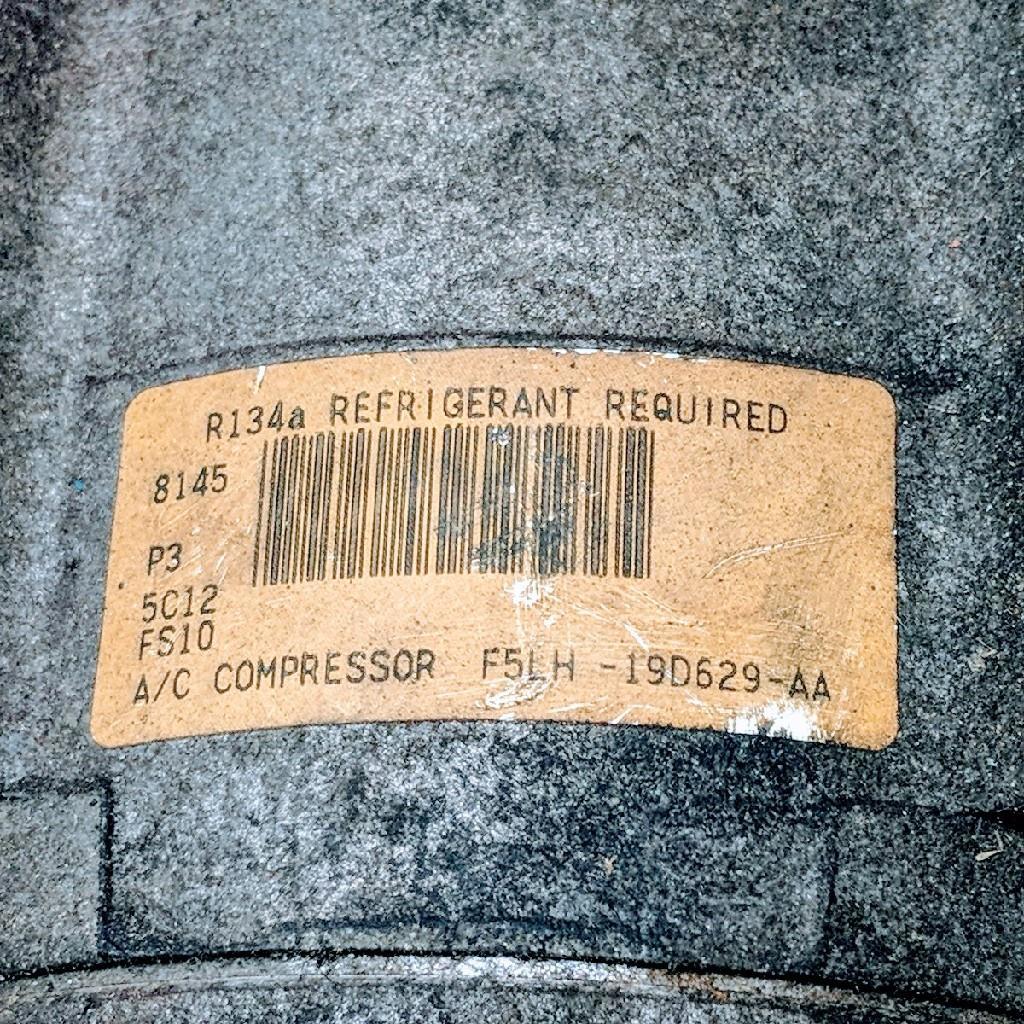 R134a REFRIGERANT REQUIRED
8145
P3
5C12
FS10
A/C COMPRESSOR F5LH -19D629-AA